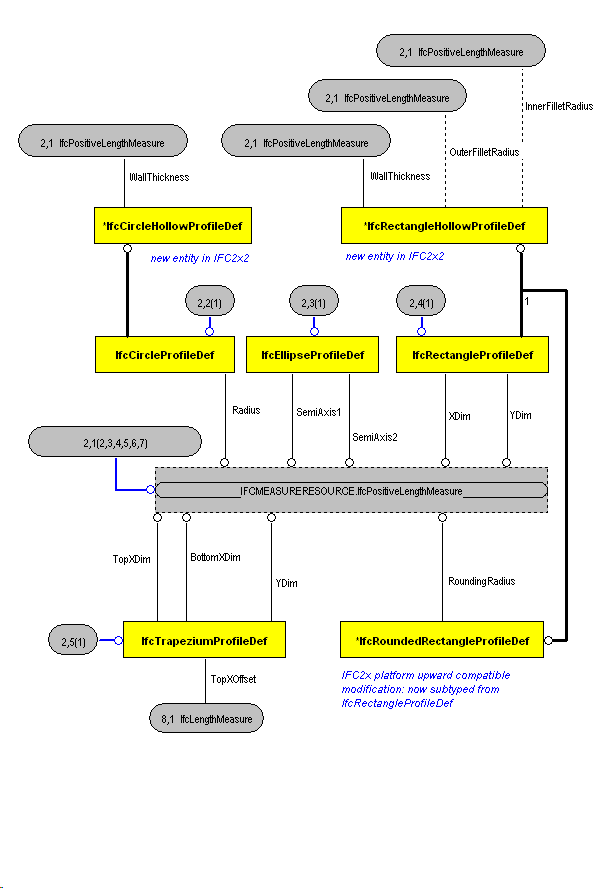 2,1 IfcPositiveLengthMeasure
InnerFilletRadius
2,1 IfcPositiveLengthMeasure
2,1 IfcPositiveLengthMeasure
2,1 IfcPositiveLengthMeasure
OuterFilletRadius
WallThickness
WallThickness
*IfcCircleHollowProfileDef
*IfcRectangleHollowProfileDef
new entity in IFC2x2
new entity in IFC2x2
2,2(1)
2,3(1)
2,4(1)
1
IfcCircleProfileDef
IfcEllipseProfileDef
IfcRectangleProfileDef
Radius
SemiAxis1
XDim
YDim
SemiAxis2
2,1(2,3,4,5,6,7)
IFCMEASURERESOURCE.IfcPositiveLengthMeasure
TopXDim
BottomXDim
YDim
RoundingRadius
2,5(1)
IfcTrapeziumProfileDef
*IfcRoundedRectangleProfileDef
TopXOffset
IFC2x platform upward compatible
modification: now subtyped from
IfcRectangleProfileDef
8,1 IfcLengthMeasure